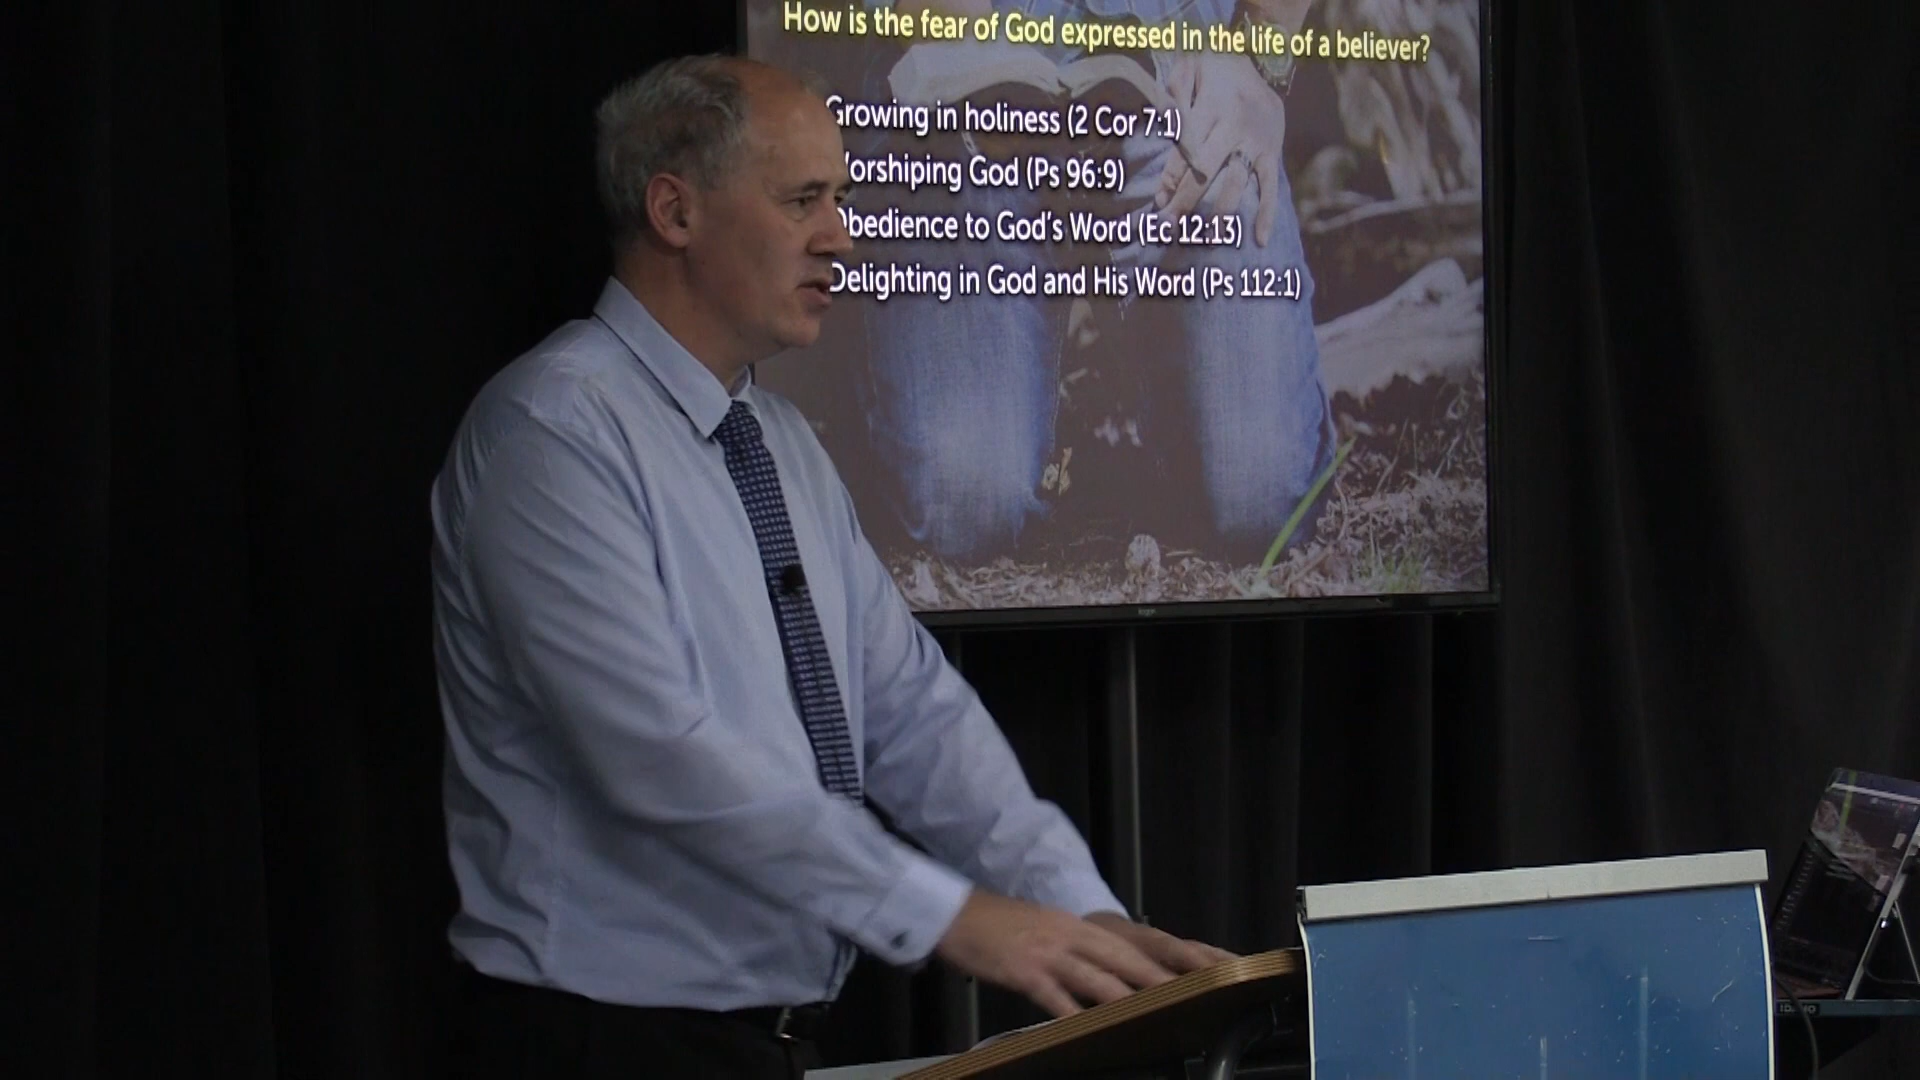 How is the fear of God expressed in the life of a believer?
Growing in holiness (2 Cor 7:1)
Worshiping God (Ps 96:9)
Obedience to God's Word (Ec 12:13)
Delighting in God and His Word (Ps 112:1)